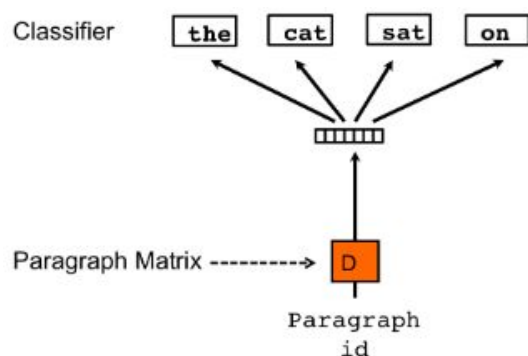 Classifier the cat sat on
Paragraph Matrix D
Paragraph
id